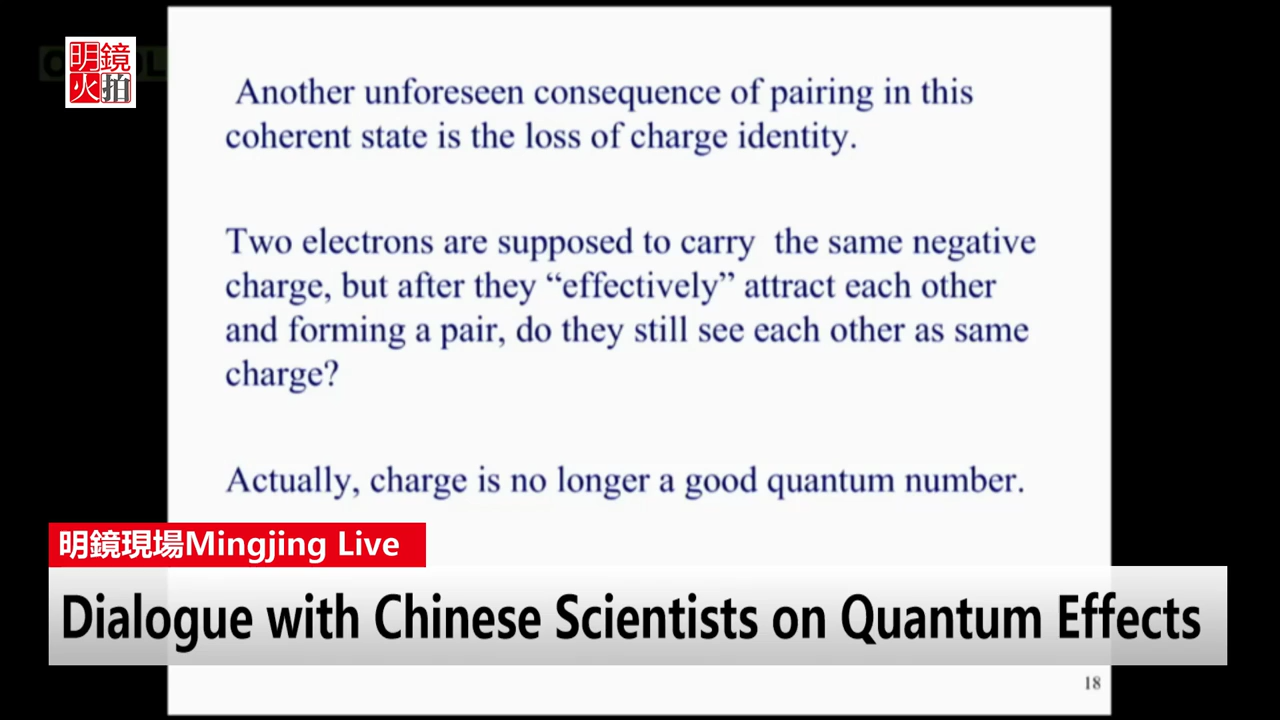 明鏡
火拍
Another unforeseen consequence of pairing in this
coherent state is the loss of charge identity.
Two electrons are supposed to carry the same negative
charge, but after they “effectively” attract each other
and forming a pair, do they still see each other as same
charge?
Actually, charge is no longer a good quantum number.
明鏡現場Mingjing Live
Dialogue with Chinese Scientists on Quantum Effects
18